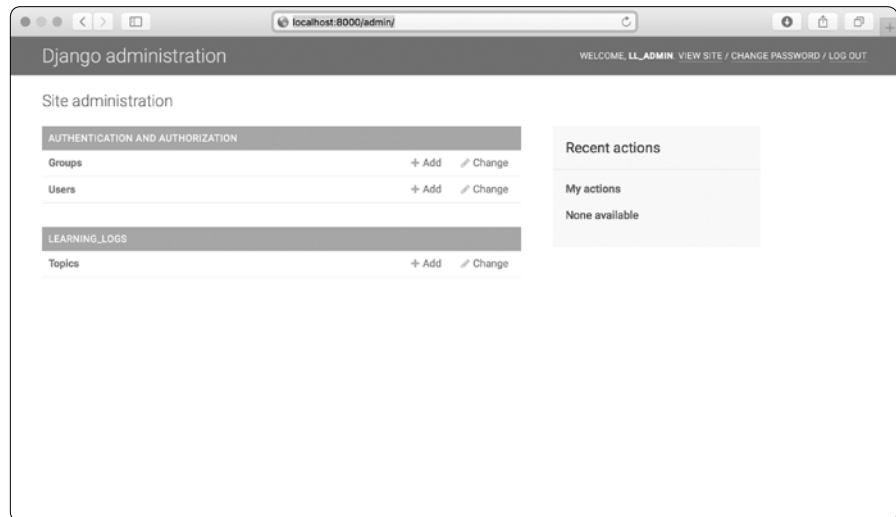 localhost:8000/admin/
Django administration
WELCOME, LL_ADMIN. VIEW SITE / CHANGE PASSWORD / LOG OUT
Site administration
AUTHENTICATION AND AUTHORIZATION
Groups + Add Change
Users + Add Change
LEARNING_LOGS
Topics + Add Change
Recent actions
My actions
None available